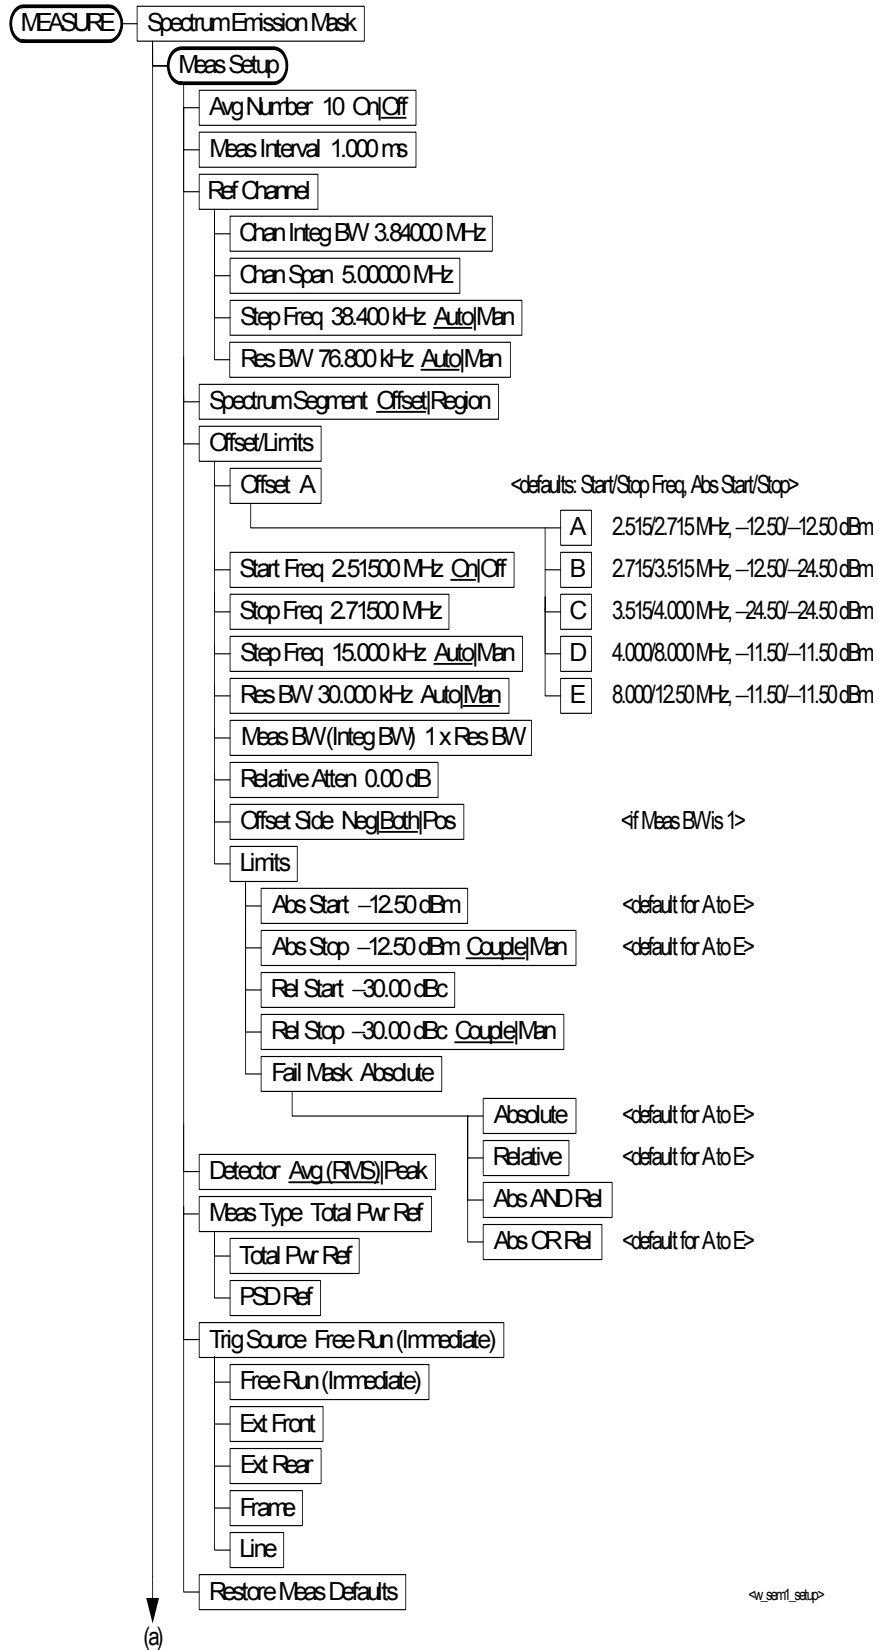 MEASURE Spectrum Emission Mask
Meas Setup
Avg Number 10 On|Off
Meas Interval 1.000 ms
Ref Channel
Chan Integ BW 3.84000 MHz
Chan Span 5.00000 MHz
Step Freq 38.400 kHz Auto|Man
Res BW 76.800 kHz Auto|Man
Spectrum Segment Offset|Region
Offset/Limits
Offset A <defaults: Start/Stop Freq, Abs Start/Stop>
A 2.515/2.715 MHz, –12.50/–12.50 dBm
Start Freq 2.51500 MHz On|Off B 2.715/3.515 MHz, –12.50/–24.50 dBm
Stop Freq 2.71500 MHz C 3.515/4.000 MHz, –24.50/–24.50 dBm
Step Freq 15.000 kHz Auto|Man D 4.000/8.000 MHz, –11.50/–11.50 dBm
Res BW 30.000 kHz Auto|Man E 8.000/12.50 MHz, –11.50/–11.50 dBm
Meas BW (Integ BW) 1 x Res BW
Relative Atten 0.00 dB
Offset Side Neg|Both|Pos <if Meas BW is 1>
Limits
Abs Start –12.50 dBm <default for A to E>
Abs Stop –12.50 dBm Couple|Man <default for A to E>
Rel Start –30.00 dBc
Rel Stop –30.00 dBc Couple|Man
Fail Mask Absolute
Absolute <default for A to E>
Relative <default for A to E>
Detector Avg (RMS)|Peak
Abs AND Rel
Meas Type Total Pwr Ref
Abs OR Rel <default for A to E>
Total Pwr Ref
PSD Ref
Trig Source Free Run (Immediate)
Free Run (Immediate)
Ext Front
Ext Rear
Frame
Line
Restore Meas Defaults <w_sem1_setup>
(a)